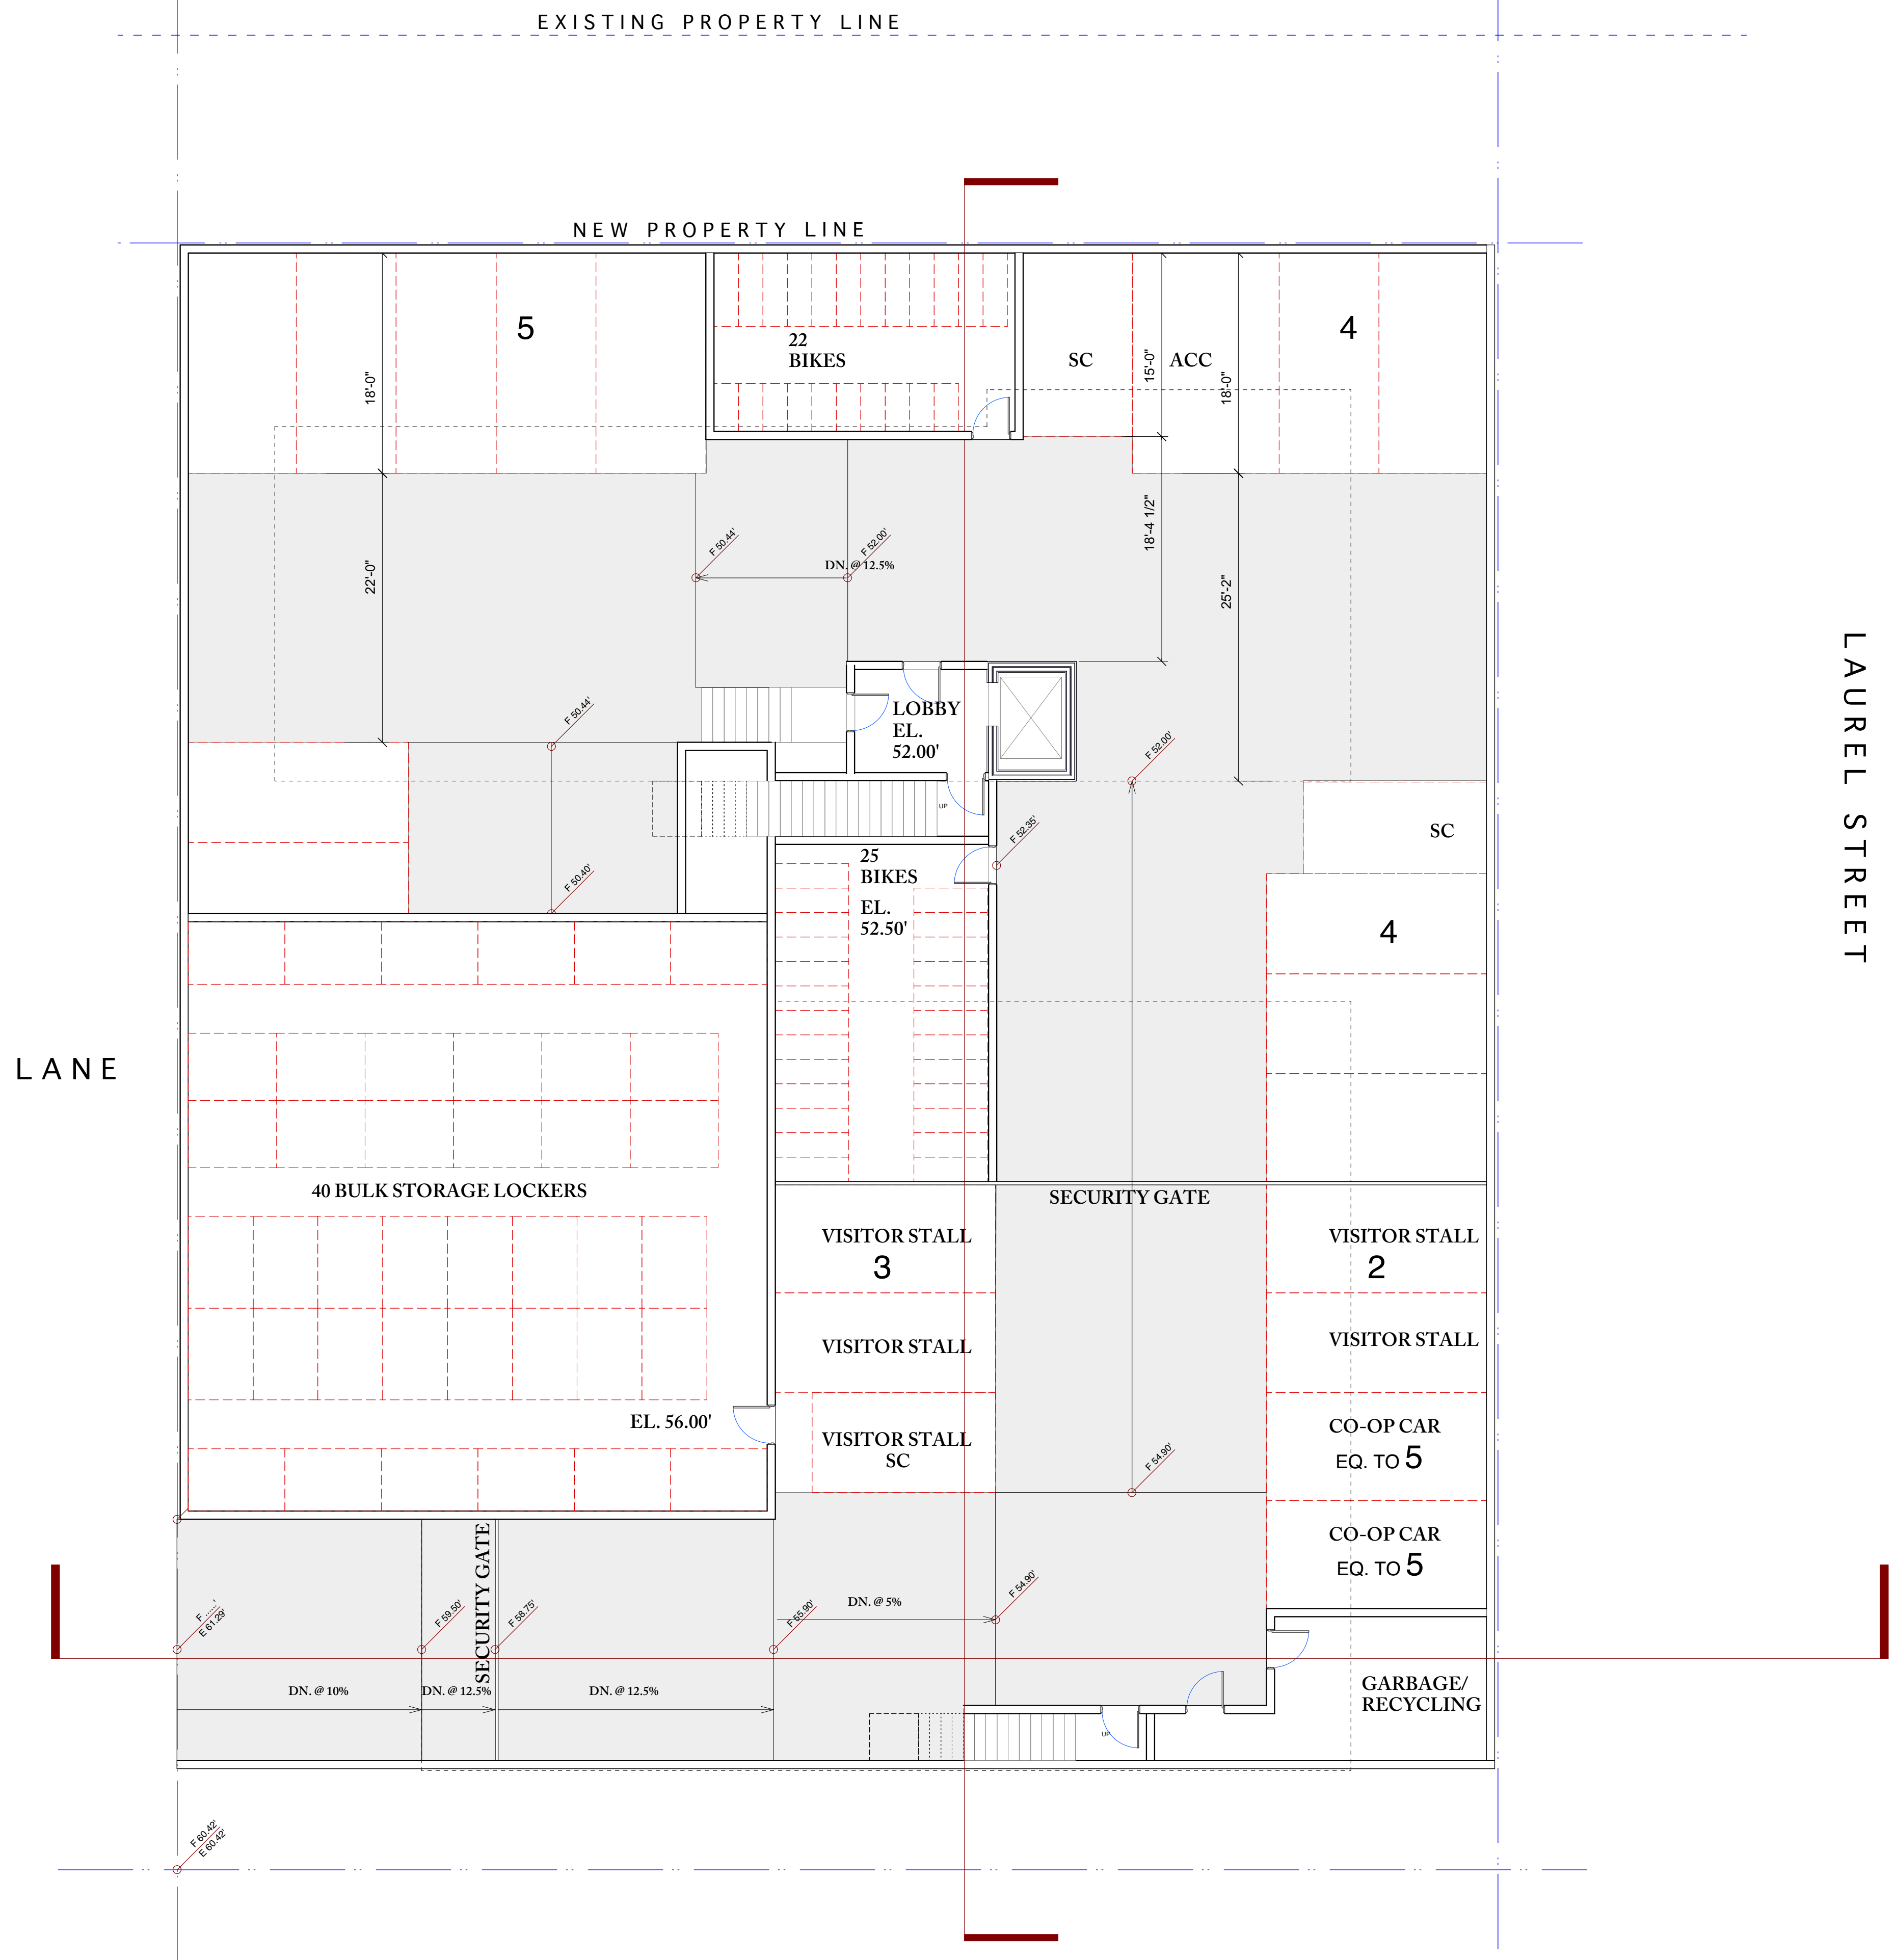 EXISTING PROPERTY LINE
NEW PROPERTY LINE
5
22
BIKES
SC
ACC
4
18'-0"
15'-0"
18'-0"
22'-0"
18'-4 1/2"
25'-2"
F 50.44'
F 52.00'
DN. @ 12.5%
LOBBY
EL.
52.00'
F 50.44'
F 52.00'
UP
F 52.35'
SC
LAUREL STREET
F 50.40'
25
BIKES
EL.
52.50'
4
LANE
40 BULK STORAGE LOCKERS
SECURITY GATE
VISITOR STALL
3
VISITOR STALL
2
VISITOR STALL
VISITOR STALL
EL. 56.00'
VISITOR STALL
SC
CO-OP CAR
EQ. TO 5
F 54.90'
CO-OP CAR
EQ. TO 5
SECURITY GATE
E 61.29'
F 59.50'
F 58.75'
F 55.90'
DN. @ 5%
F 54.90'
DN. @ 10%
DN. @ 12.5%
DN. @ 12.5%
GARBAGE/
RECYCLING
UP
F 60.42'
E 60.42'